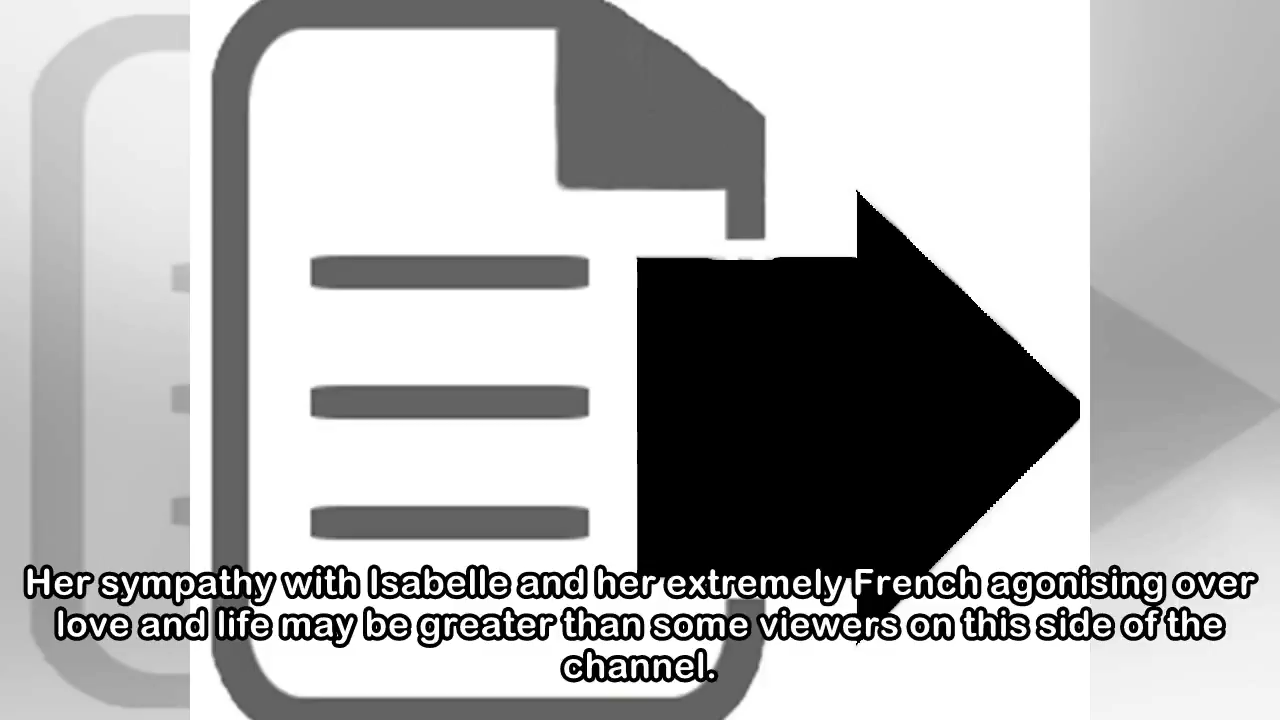 Her sympathy with Isabelle and her extremely French agonising over
love and life may be greater than some viewers on this side of the
channel.